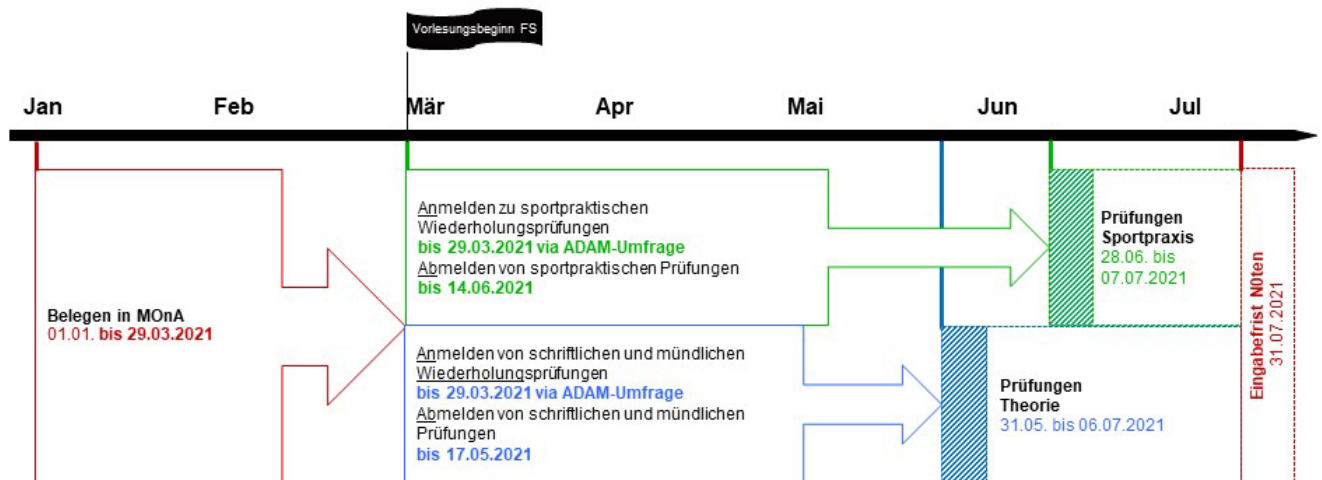 Vorlesungsbeginn FS
Jan Feb Mär Apr Mai Jun Jul
Belegen in MOnA
01.01. bis 29.03.2021
Anmelden zu sportpraktischen
Wiederholungsprüfungen
bis 29.03.2021 via ADAM-Umfrage
Abmelden von sportpraktischen Prüfungen
bis 14.06.2021
Anmelden von schriftlichen und mündlichen
Wiederholungsprüfungen
bis 29.03.2021 via ADAM-Umfrage
Abmelden von schriftlichen und mündlichen
Prüfungen
bis 17.05.2021
Prüfungen
Sportpraxis
28.06. bis
07.07.2021
Prüfungen
Theorie
31.05. bis 06.07.2021
Eingabefrist N0ten
31.07.2021